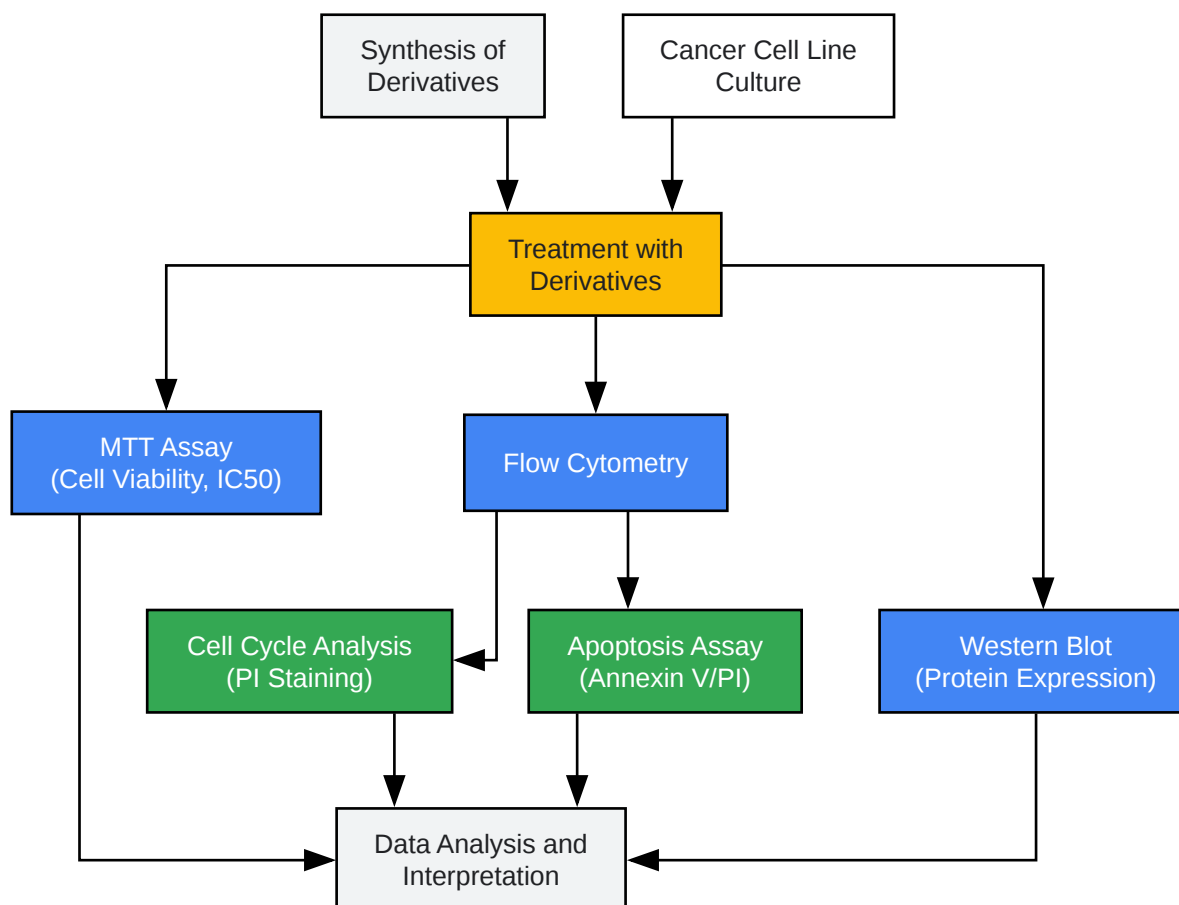 Synthesis of
Derivatives
Cancer Cell Line
Culture
Treatment with
Derivatives
MTT Assay
(Cell Viability, IC50)
Flow Cytometry
Cell Cycle Analysis
(PI Staining)
Apoptosis Assay
(Annexin V/PI)
Western Blot
(Protein Expression)
Data Analysis and
Interpretation